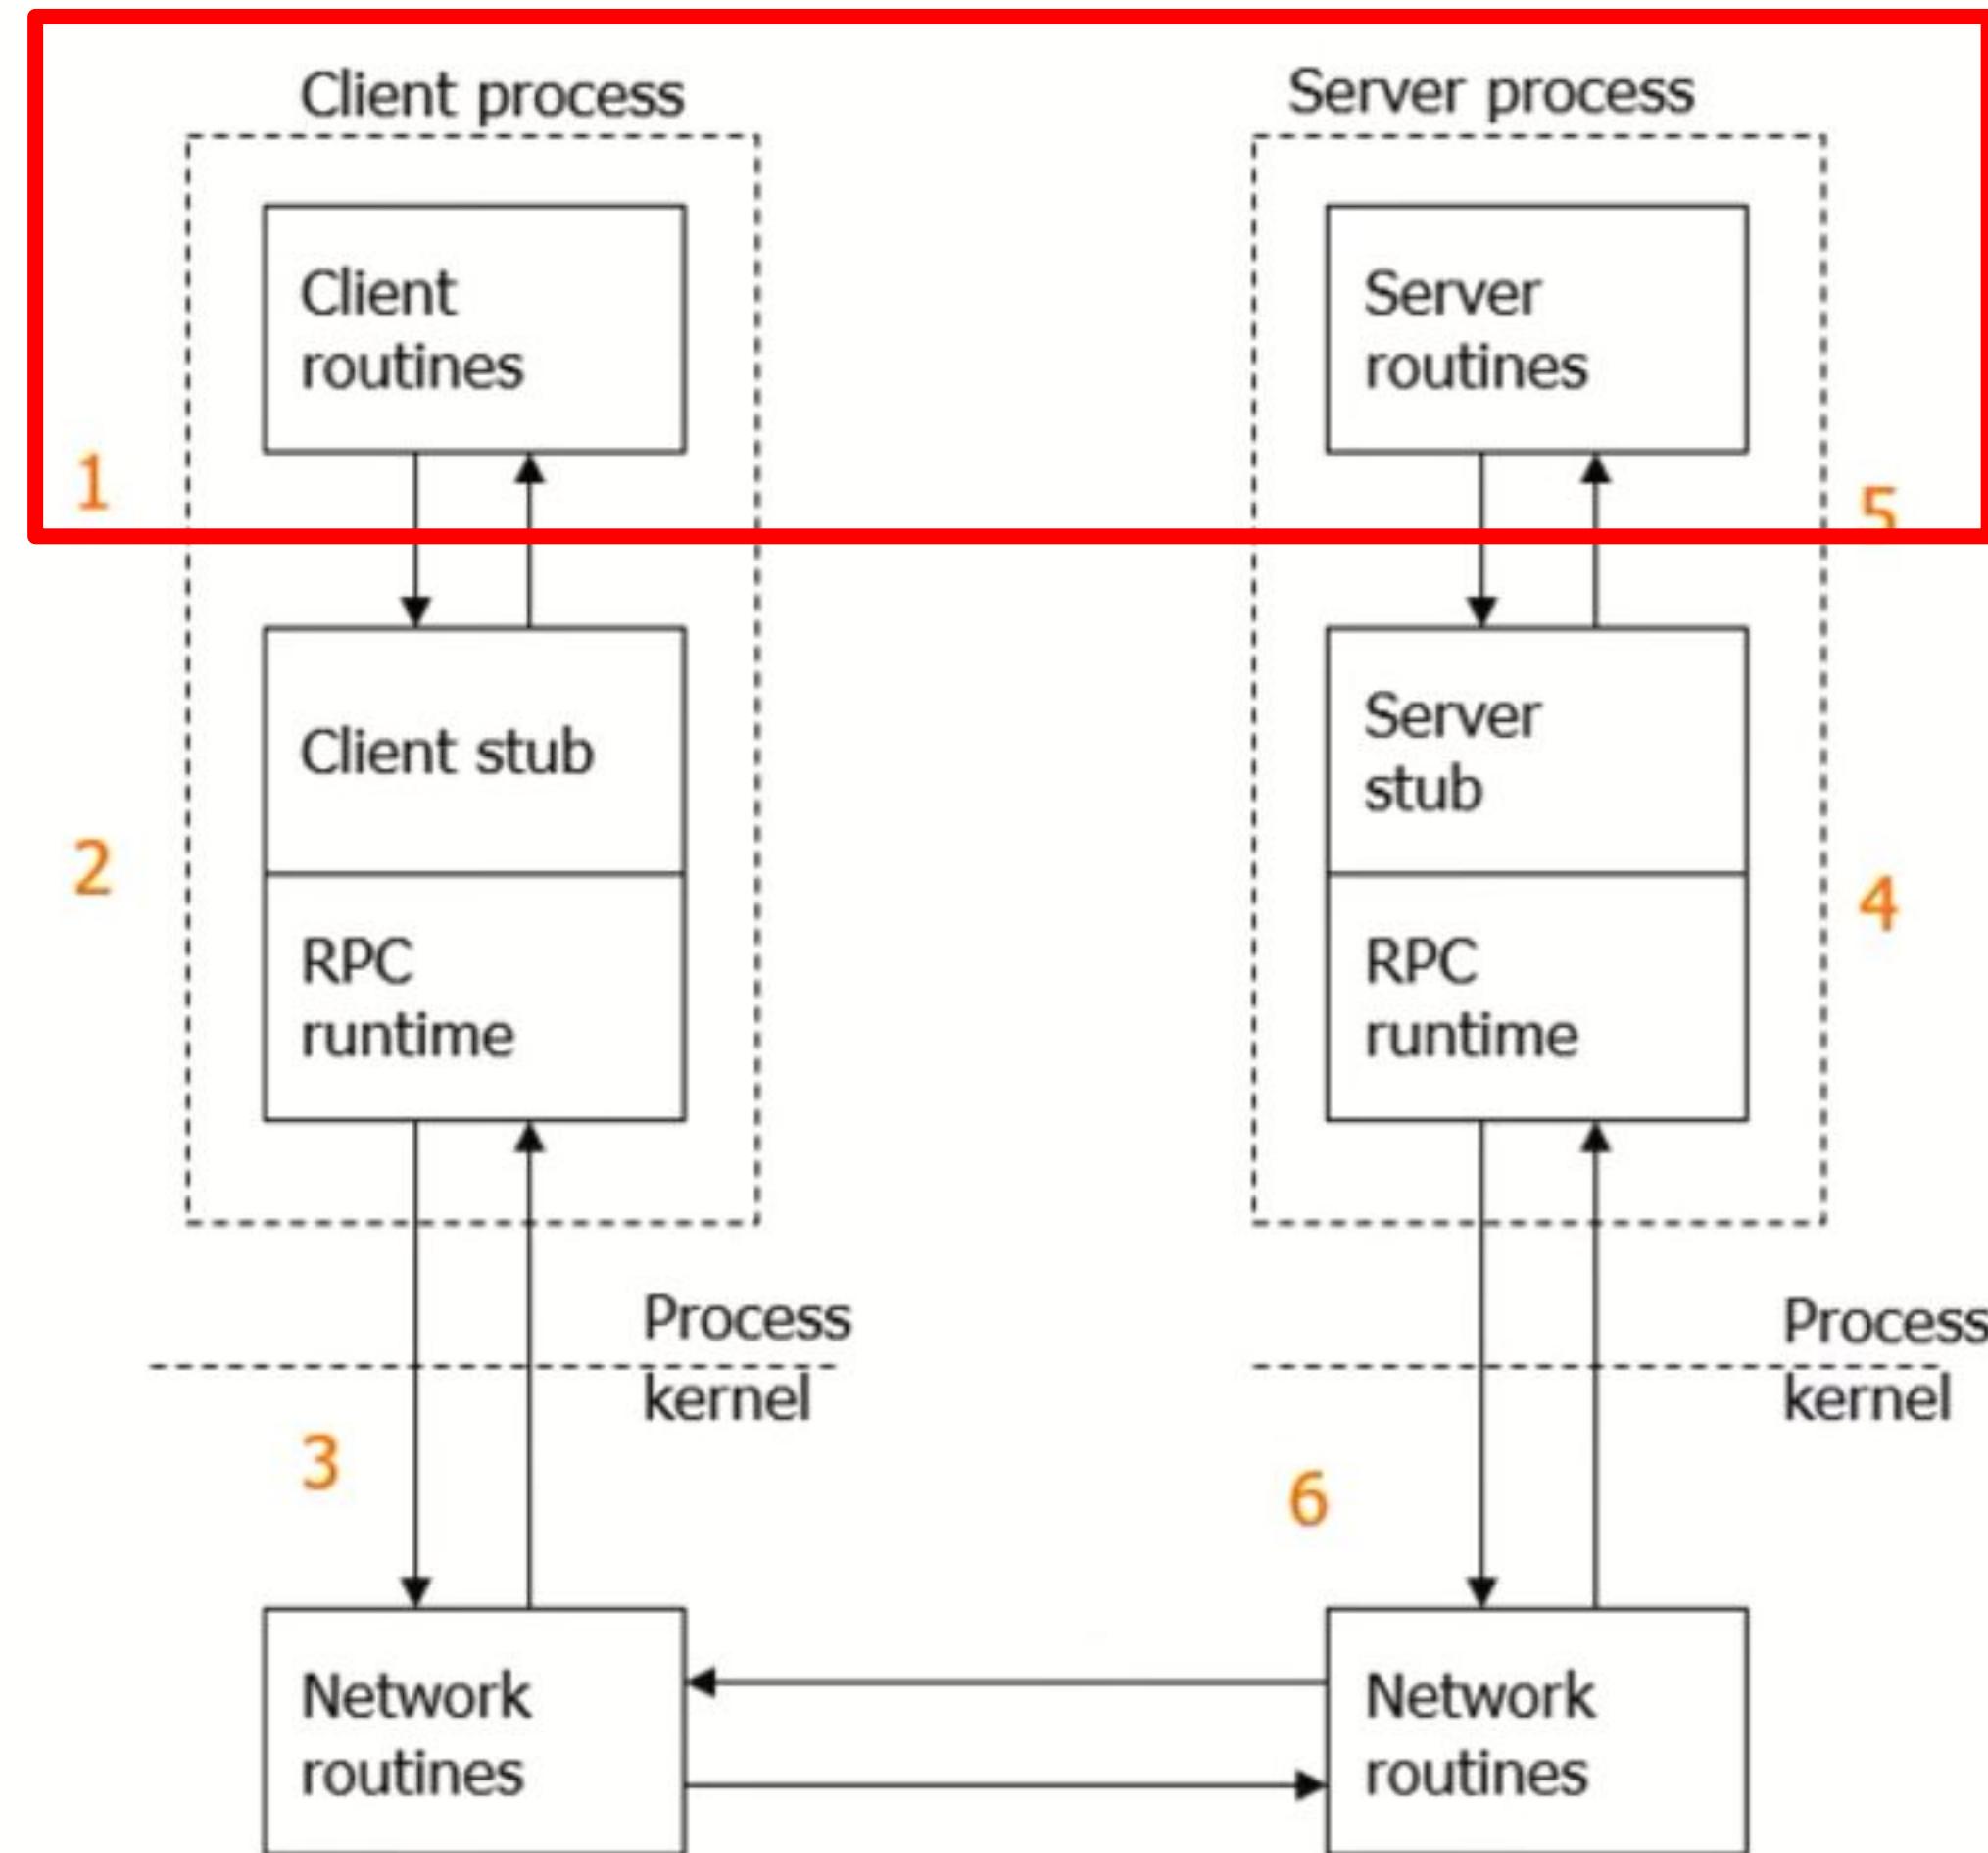 Client process
Server process
Client
routines
Server
routines
1
5
Client stub
Server
stub
2
4
RPC
runtime
RPC
runtime
Process
kernel
Process
kernel
3
6
Network
routines
Network
routines